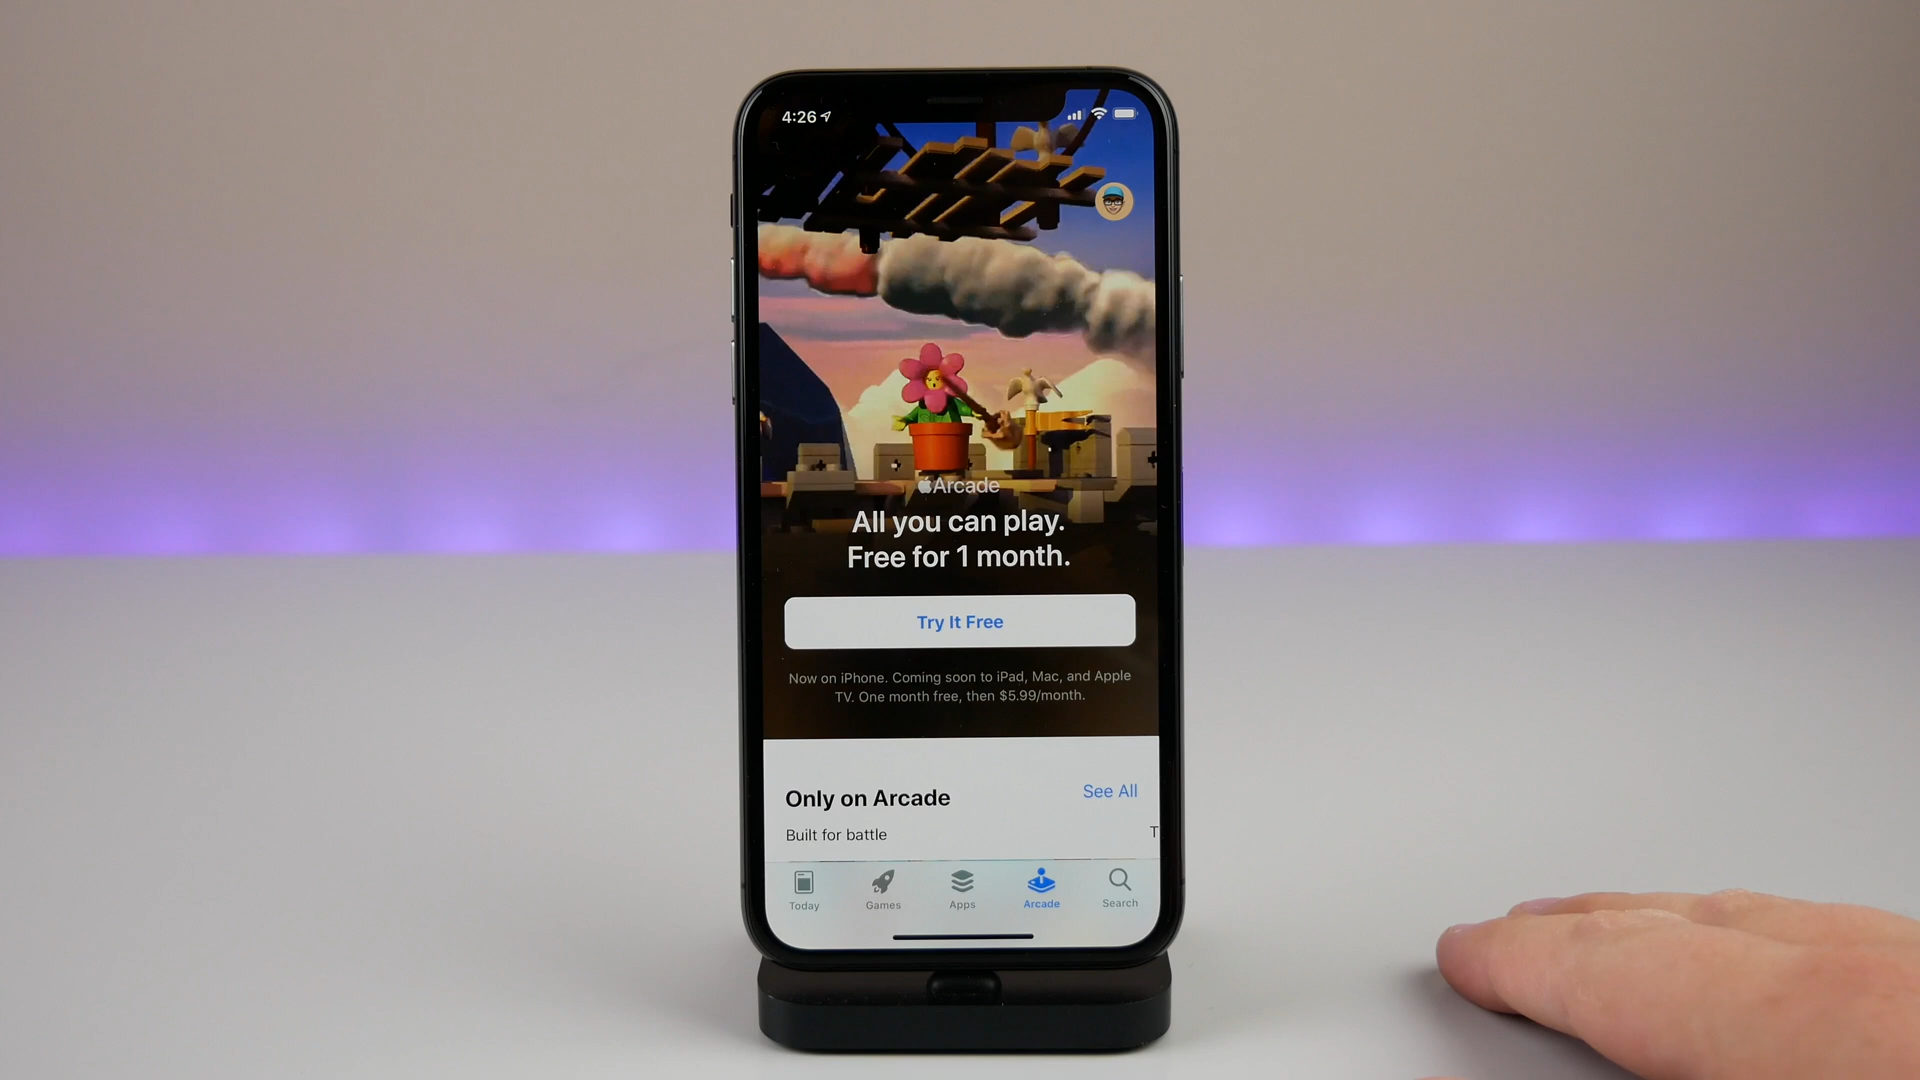 4:26
Arcade
All you can play.
Free for 1 month.
Try It Free
Now on iPhone. Coming soon to iPad, Mac, and Apple
TV. One month free, then $5.99/month.
Only on Arcade
See All
Built for battle
T
Today
Games
Apps
Arcade
Search